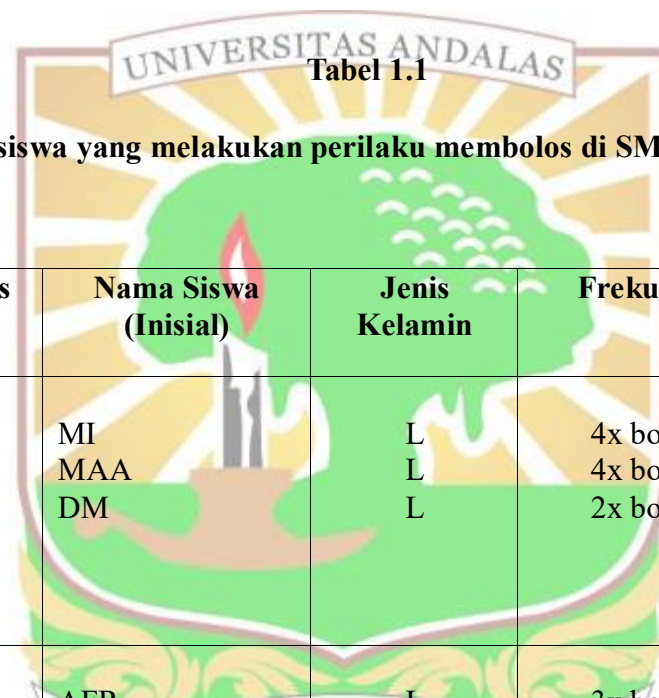 UNIVERSITAS ANDALAS
Tabel 1.1
siswa yang melakukan perilaku membolos di SM
s Nama Siswa Jenis Freku
(Inisial) Kelamin
MI L 4x bo
MAA L 4x bo
DM L 2x bo